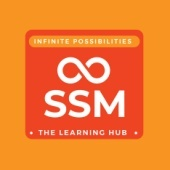 INFINITE POSSIBILITIES
SSM
THE LEARNING HUB